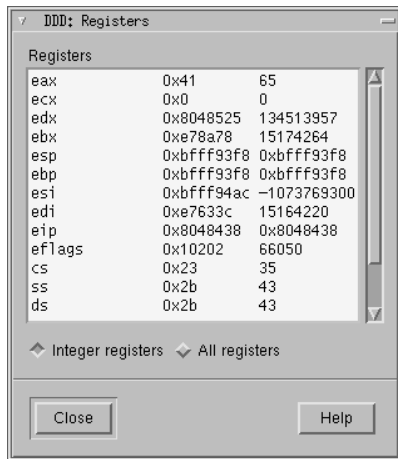 DDD: Registers
Registers
eax 0x41 65
ecx 0x0 0
edx 0x8048525 134513957
ebx 0xe78a78 15174264
esp 0xbfff93f8 0xbfff93f8
ebp 0xbfff93f8 0xbfff93f8
esi 0xbfff94ac -1073769300
edi 0xe7633c 15164220
eip 0x8048438 0x8048438
eflags 0x10202 66050
cs 0x23 35
ss 0x2b 43
ds 0x2b 43
Integer registers All registers
Close Help